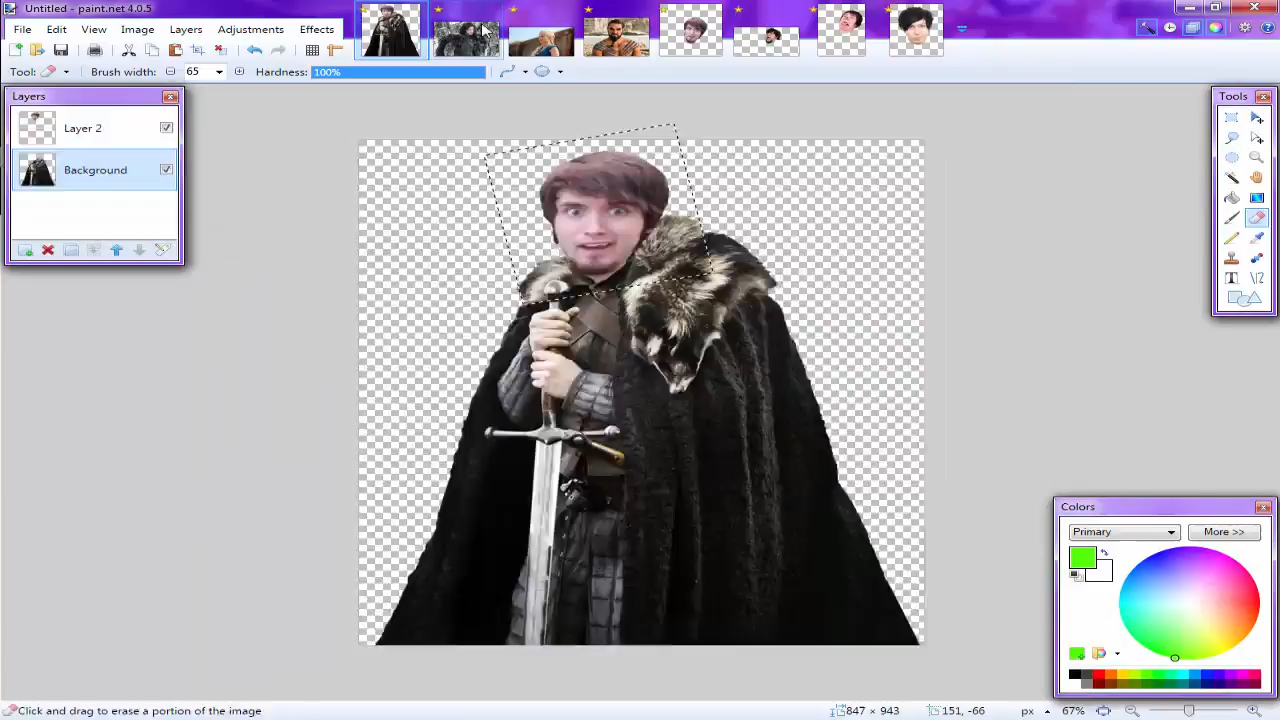 Untitled - paint.net 4.0.5
File Edit View Image Layers Adjustments Effects
Tool: Brush width: 65 Hardness: 100%
Layers
Layer 2
Background
Tools
Colors
Primary More >>
Click and drag to erase a portion of the image
847 × 943 151, -66 px 67%